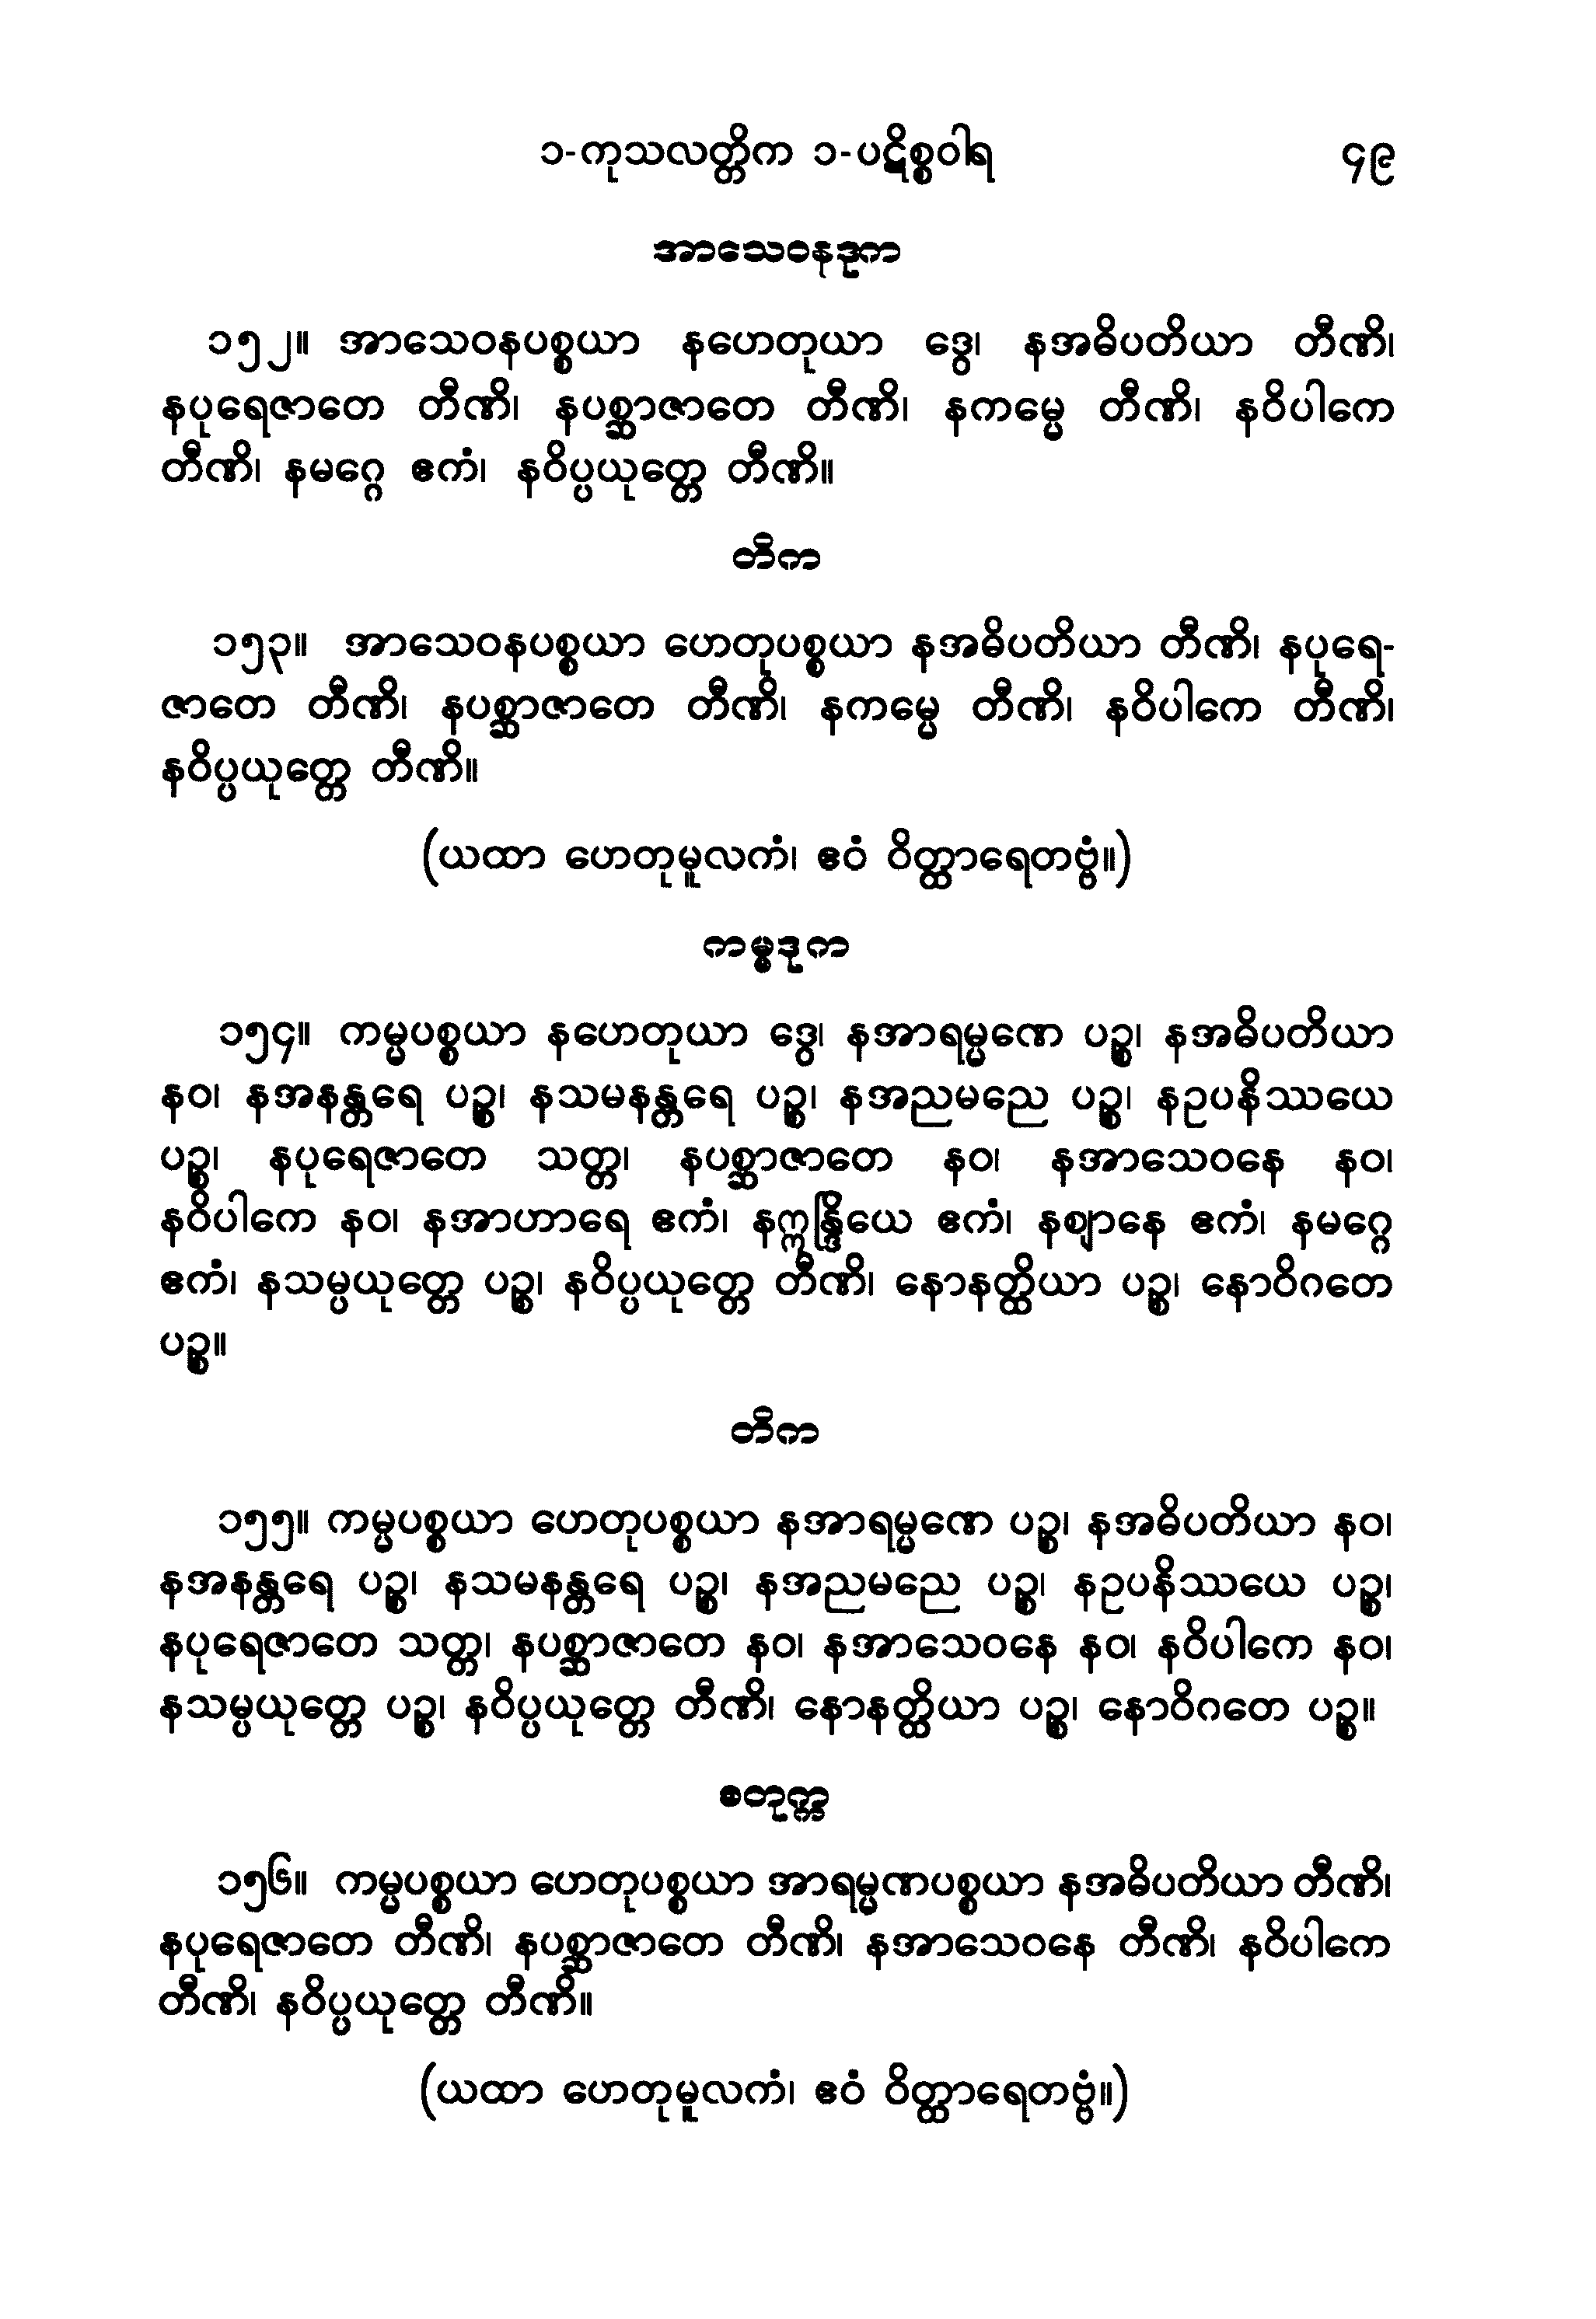 ၁-ကုသလတ္တိက ၁-ပဋိစ္စဝါရ ၄၉
အာသေဝနဒုက
၁၅၂။ အာသေဝနပစ္စယာ နဟေတုယာ ဒွေ၊ နအဓိပတိယာ တီဏိ၊
နပုရေဇာတေ တီဏိ၊ နပစ္ဆာဇာတေ တီဏိ၊ နကမ္မေ တီဏိ၊ နဝိပါကေ
တီဏိ၊ နမဂ္ဂေ ဧကံ၊ နဝိပ္ပယုတ္တေ တီဏိ။
တိက
၁၅၃။ အာသေဝနပစ္စယာ ဟေတုပစ္စယာ နအဓိပတိယာ တီဏိ၊ နပုရေ-
ဇာတေ တီဏိ၊ နပစ္ဆာဇာတေ တီဏိ၊ နကမ္မေ တီဏိ၊ နဝိပါကေ တီဏိ၊
နဝိပ္ပယုတ္တေ တီဏိ။
(ယထာ ဟေတုမူလကံ၊ ဧဝံ ဝိတ္ထာရေတဗ္ဗံ။)
ကမ္မဒုက
၁၅၄။ ကမ္မပစ္စယာ နဟေတုယာ ဒွေ၊ နအာရမ္မဏေ ပဉ္စ၊ နအဓိပတိယာ
နဝ၊ နအနန္တရေ ပဉ္စ၊ နသမနန္တရေ ပဉ္စ၊ နအညမညေ ပဉ္စ၊ နဥပနိဿယေ
ပဉ္စ၊ နပုရေဇာတေ သတ္တ၊ နပစ္ဆာဇာတေ နဝ၊ နအာသေဝနေ နဝ၊
နဝိပါကေ နဝ၊ နအာဟာရေ ဧကံ၊ နဣန္ဒြိယေ ဧကံ၊ နဈာနေ ဧကံ၊ နမဂ္ဂေ
ဧကံ၊ နသမ္ပယုတ္တေ ပဉ္စ၊ နဝိပ္ပယုတ္တေ တီဏိ၊ နောနတ္ထိယာ ပဉ္စ၊ နောဝိဂတေ
ပဉ္စ။
တိက
၁၅၅။ ကမ္မပစ္စယာ ဟေတုပစ္စယာ နအာရမ္မဏေ ပဉ္စ၊ နအဓိပတိယာ နဝ၊
နအနန္တရေ ပဉ္စ၊ နသမနန္တရေ ပဉ္စ၊ နအညမညေ ပဉ္စ၊ နဥပနိဿယေ ပဉ္စ၊
နပုရေဇာတေ သတ္တ၊ နပစ္ဆာဇာတေ နဝ၊ နအာသေဝနေ နဝ၊ နဝိပါကေ နဝ၊
နသမ္ပယုတ္တေ ပဉ္စ၊ နဝိပ္ပယုတ္တေ တီဏိ၊ နောနတ္ထိယာ ပဉ္စ၊ နောဝိဂတေ ပဉ္စ။
စတုက္က
၁၅၆။ ကမ္မပစ္စယာ ဟေတုပစ္စယာ အာရမ္မဏပစ္စယာ နအဓိပတိယာ တီဏိ၊
နပုရေဇာတေ တီဏိ၊ နပစ္ဆာဇာတေ တီဏိ၊ နအာသေဝနေ တီဏိ၊ နဝိပါကေ
တီဏိ၊ နဝိပ္ပယုတ္တေ တီဏိ။
(ယထာ ဟေတုမူလကံ၊ ဧဝံ ဝိတ္ထာရေတဗ္ဗံ။)